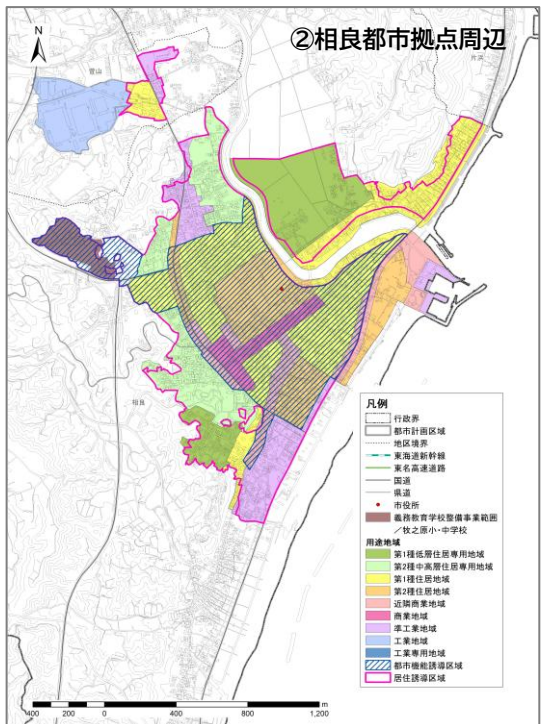 ②相良都市拠点周辺
N
菅山
片浜
相良
凡例
行政界
都市計画区域
地区境界
東海道新幹線
東名高速道路
国道
県道
市役所
義務教育学校整備事業範囲
／牧之原小・中学校
用途地域
第1種低層住居専用地域
第2種中高層住居専用地域
第1種住居地域
第2種住居地域
近隣商業地域
商業地域
準工業地域
工業地域
工業専用地域
都市機能誘導区域
居住誘導区域
400 200 0 400 800 1,200 m